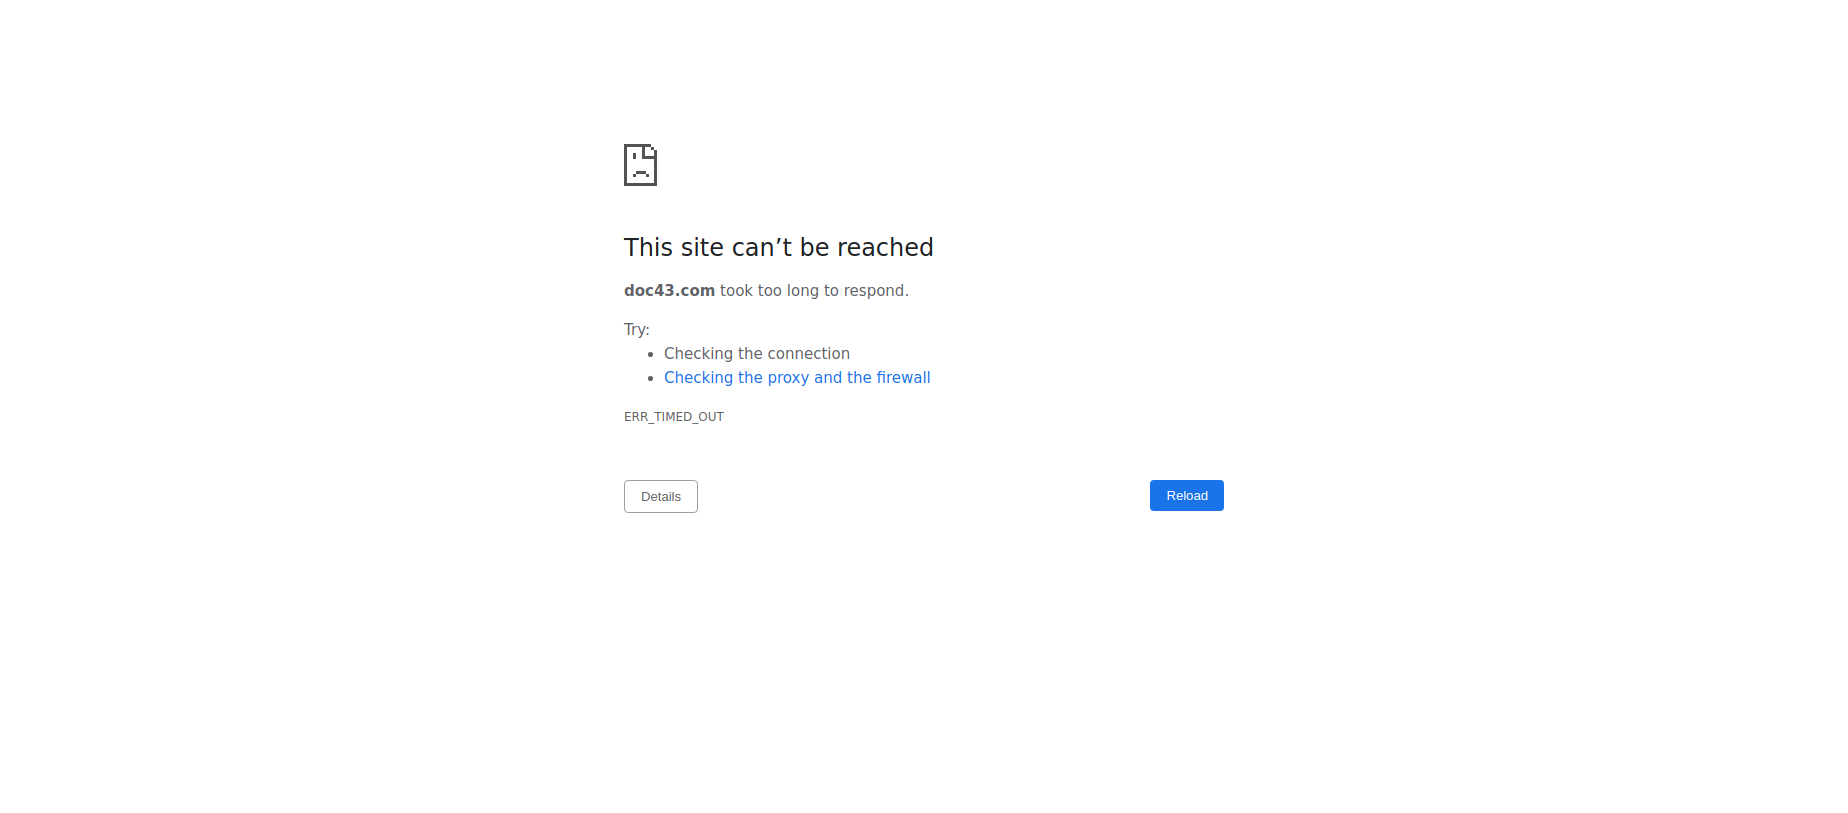 This site can’t be reached
doc43.com took too long to respond.
Try:
Checking the connection
Checking the proxy and the firewall
ERR_TIMED_OUT
Details
Reload